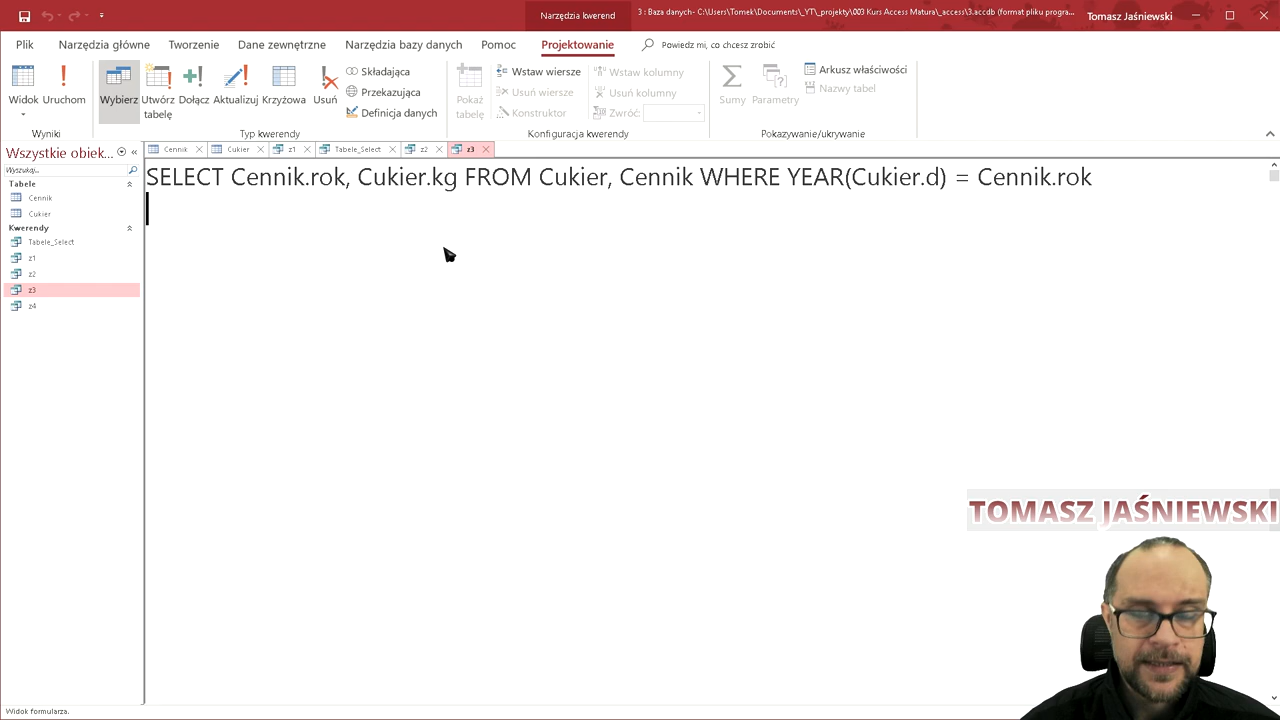 Narzędzia kwerend
3 : Baza danych- C:\Users\Tomek\Documents\_YT\_projekty\003 Kurs Access Matura\_access\3.accdb (format pliku progra...
Tomasz Jaśniewski
Plik Narzędzia główne Tworzenie Dane zewnętrzne Narzędzia bazy danych Pomoc Projektowanie Powiedz mi, co chcesz zrobić
Widok Uruchom
Wyniki
Wybierz Utwórz tabelę Dołącz Aktualizuj Krzyżowa Usuń
Składająca
Przekazująca
Definicja danych
Typ kwerendy
Pokaż tabelę
Wstaw wiersze
Usuń wiersze
Konstruktor
Wstaw kolumny
Usuń kolumny
Zwróć:
Konfiguracja kwerendy
Sumy Parametry
Arkusz właściwości
Nazwy tabel
Pokazywanie/ukrywanie
Wszystkie obiek...
Wyszukaj...
Tabele
Cennik
Cukier
Kwerendy
Tabele_Select
z1
z2
z3
z4
Cennik Cukier z1 Tabele_Select z2 z3
SELECT Cennik.rok, Cukier.kg FROM Cukier, Cennik WHERE YEAR(Cukier.d) = Cennik.rok
TOMASZ JAŚNIEWSKI
Widok formularza.